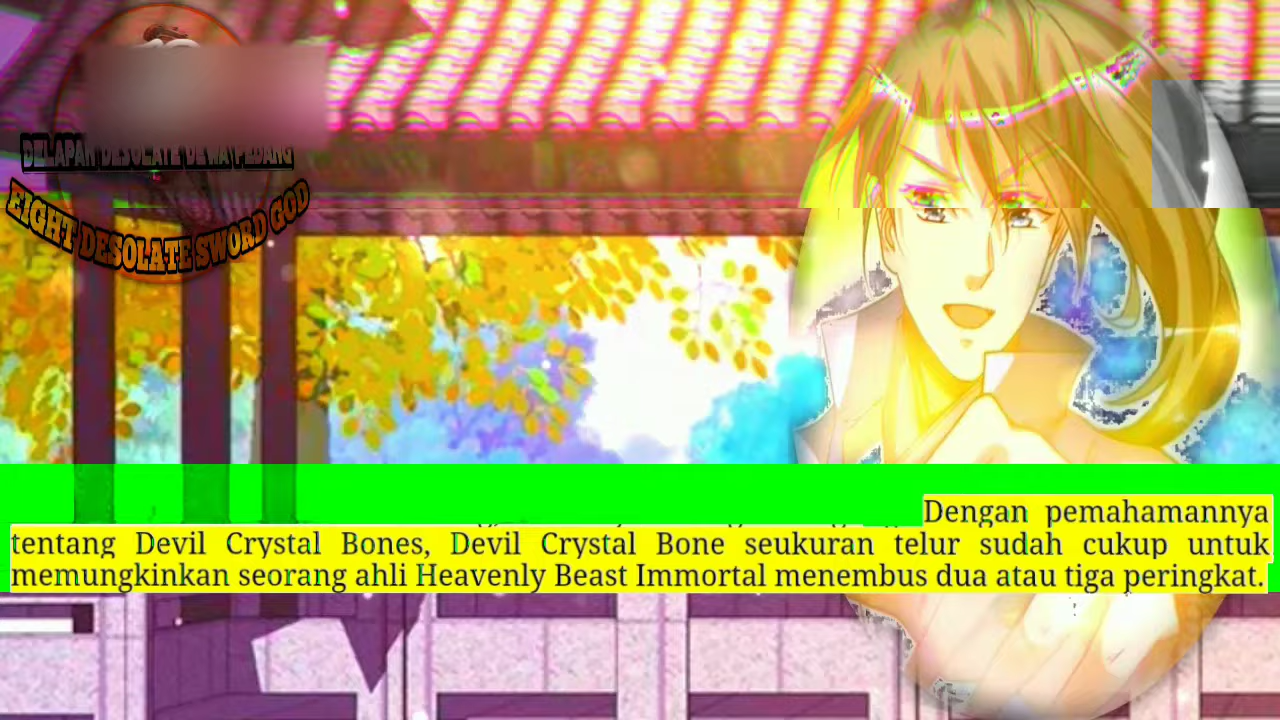 DELAPAN DESOLATE DEWA PEDANG
EIGHT DESOLATE SWORD GOD
Dengan pemahamannya
tentang Devil Crystal Bones, Devil Crystal Bone seukuran telur sudah cukup untuk
memungkinkan seorang ahli Heavenly Beast Immortal menembus dua atau tiga peringkat.